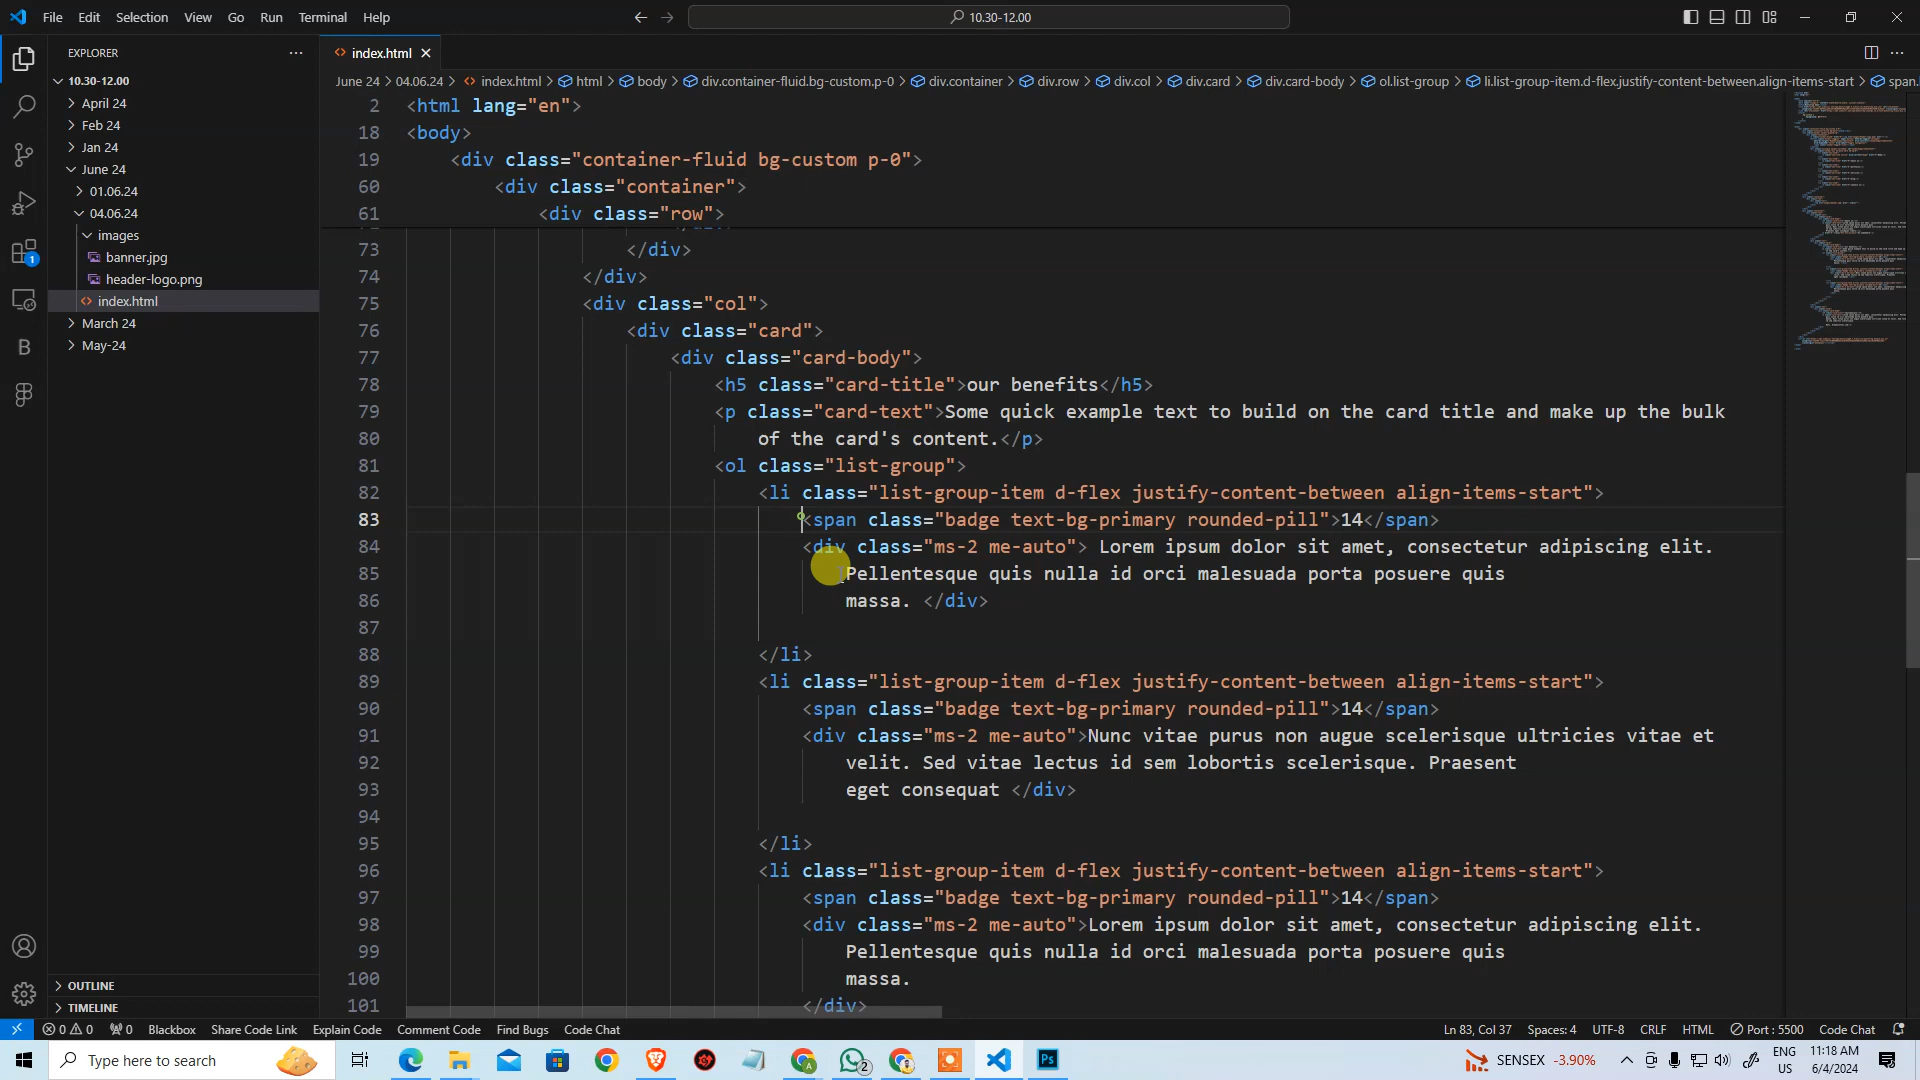 File Edit Selection View Go Run Terminal Help
10.30-12.00
EXPLORER
index.html
10.30-12.00
June 24 > 04.06.24 > index.html > html > body > div.container-fluid.bg-custom.p-0 > div.container > div.row > div.col > div.card > div.card-body > ol.list-group > li.list-group-item.d-flex.justify-content-between.align-items-start > span.
April 24
Feb 24
Jan 24
June 24
01.06.24
04.06.24
images
banner.jpg
header-logo.png
index.html
March 24
May-24
2 <html lang="en">
18 <body>
19 <div class="container-fluid bg-custom p-0">
60 <div class="container">
61 <div class="row">
73 </div>
74 </div>
75 <div class="col">
76 <div class="card">
77 <div class="card-body">
78 <h5 class="card-title">our benefits</h5>
79 <p class="card-text">Some quick example text to build on the card title and make up the bulk
80 of the card's content.</p>
81 <ol class="list-group">
82 <li class="list-group-item d-flex justify-content-between align-items-start">
83 <span class="badge text-bg-primary rounded-pill">14</span>
84 <div class="ms-2 me-auto"> Lorem ipsum dolor sit amet, consectetur adipiscing elit.
85 Pellentesque quis nulla id orci malesuada porta posuere quis
86 massa. </div>
87
88 </li>
89 <li class="list-group-item d-flex justify-content-between align-items-start">
90 <span class="badge text-bg-primary rounded-pill">14</span>
91 <div class="ms-2 me-auto">Nunc vitae purus non augue scelerisque ultricies vitae et
92 velit. Sed vitae lectus id sem lobortis scelerisque. Praesent
93 eget consequat </div>
94
95 </li>
96 <li class="list-group-item d-flex justify-content-between align-items-start">
97 <span class="badge text-bg-primary rounded-pill">14</span>
98 <div class="ms-2 me-auto">Lorem ipsum dolor sit amet, consectetur adipiscing elit.
99 Pellentesque quis nulla id orci malesuada porta posuere quis
100 massa.
101 </div>
OUTLINE
TIMELINE
0 0 0 Blackbox Share Code Link Explain Code Comment Code Find Bugs Code Chat Ln 83, Col 37 Spaces: 4 UTF-8 CRLF HTML Port : 5500 Code Chat
Type here to search
SENSEX -3.90%
ENG
US
11:18 AM
6/4/2024